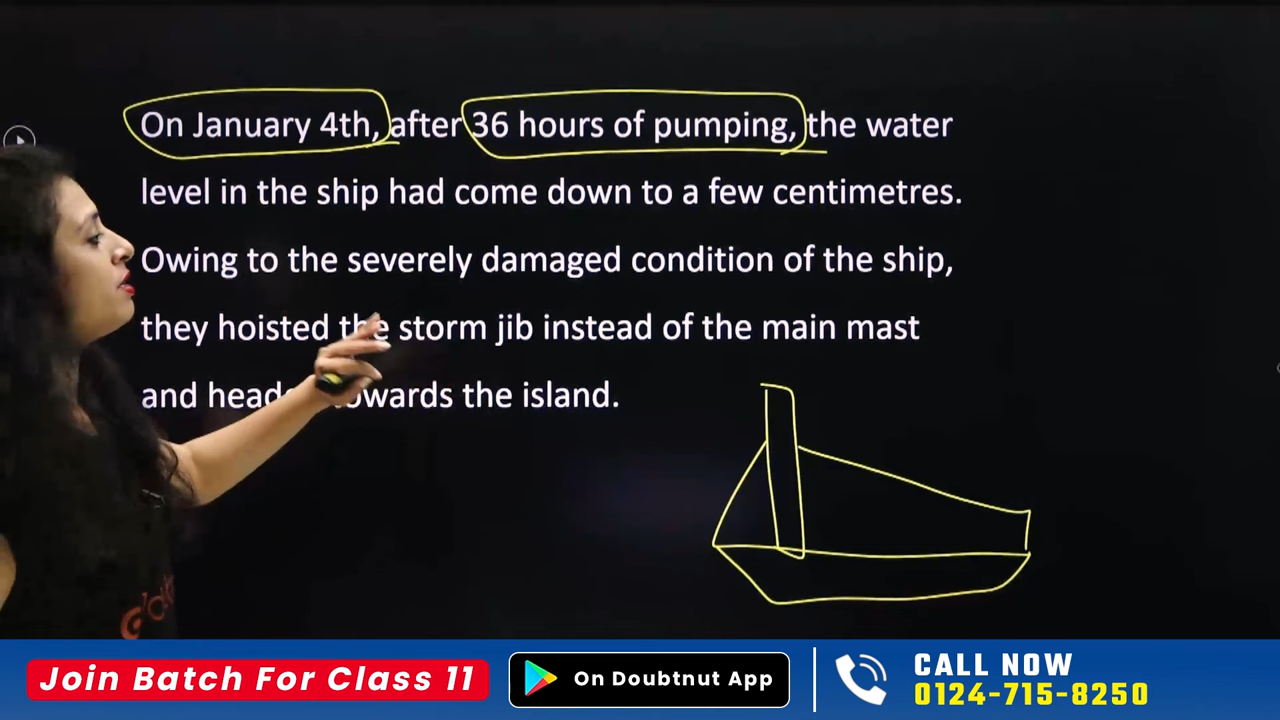 On January 4th, after 36 hours of pumping, the water
level in the ship had come down to a few centimetres.
Owing to the severely damaged condition of the ship,
they hoisted the storm jib instead of the main mast
and towards the island.
Join Batch For Class 11
On Doubtnut App
CALL NOW
0124-715-8250